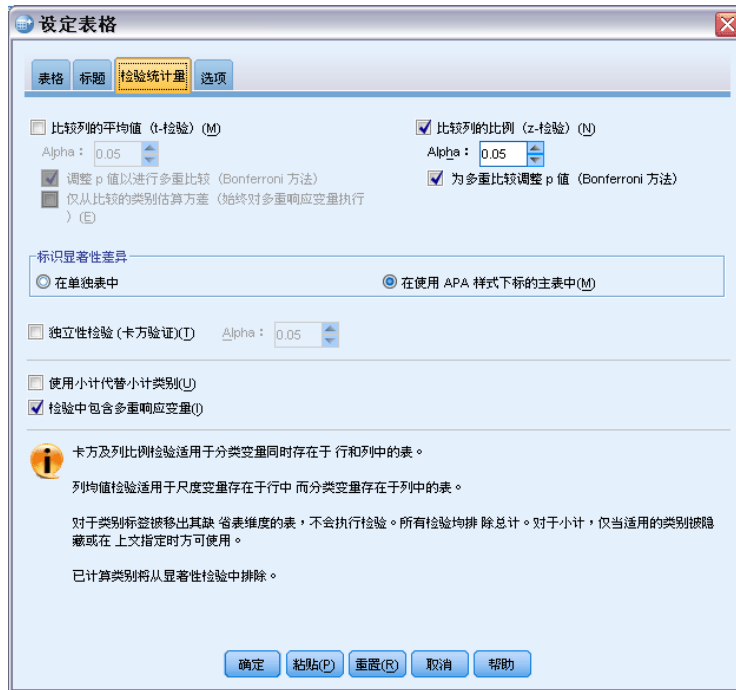 设定表格
表格 标题 检验统计量 选项
比较列的平均值（t-检验）(M)
Alpha： 0.05
调整 p 值以进行多重比较（Bonferroni 方法）
仅从比较的类别估算方差（始终对多重响应变量执行
）(E)
比较列的比例（z-检验）(N)
Alpha： 0.05
为多重比较调整 p 值（Bonferroni 方法）
标识显著性差异
在单独表中
在使用 APA 样式下标的主表中(M)
独立性检验 (卡方验证)(T) Alpha： 0.05
使用小计代替小计类别(U)
检验中包含多重响应变量(I)
卡方及列比例检验适用于分类变量同时存在于 行和列中的表。
列均值检验适用于尺度变量存在于行中 而分类变量存在于列中的表。
对于类别标签被移出其缺 省表维度的表，不会执行检验。所有检验均排 除总计。对于小计，仅当适用的类别被隐
藏或在 上文指定时方可使用。
已计算类别将从显著性检验中排除。
确定 粘贴(P) 重置(R) 取消 帮助